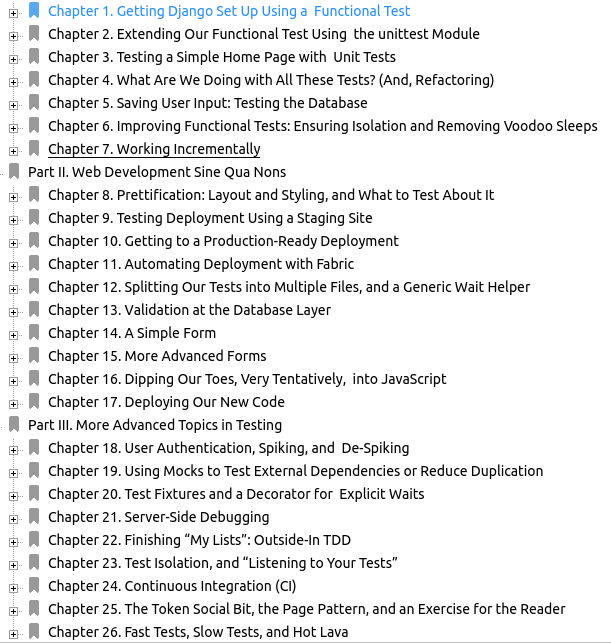 Chapter 1. Getting Django Set Up Using a Functional Test
Chapter 2. Extending Our Functional Test Using the unittest Module
Chapter 3. Testing a Simple Home Page with Unit Tests
Chapter 4. What Are We Doing with All These Tests? (And, Refactoring)
Chapter 5. Saving User Input: Testing the Database
Chapter 6. Improving Functional Tests: Ensuring Isolation and Removing Voodoo Sleeps
Chapter 7. Working Incrementally
Part II. Web Development Sine Qua Nons
Chapter 8. Prettification: Layout and Styling, and What to Test About It
Chapter 9. Testing Deployment Using a Staging Site
Chapter 10. Getting to a Production-Ready Deployment
Chapter 11. Automating Deployment with Fabric
Chapter 12. Splitting Our Tests into Multiple Files, and a Generic Wait Helper
Chapter 13. Validation at the Database Layer
Chapter 14. A Simple Form
Chapter 15. More Advanced Forms
Chapter 16. Dipping Our Toes, Very Tentatively, into JavaScript
Chapter 17. Deploying Our New Code
Part III. More Advanced Topics in Testing
Chapter 18. User Authentication, Spiking, and De-Spiking
Chapter 19. Using Mocks to Test External Dependencies or Reduce Duplication
Chapter 20. Test Fixtures and a Decorator for Explicit Waits
Chapter 21. Server-Side Debugging
Chapter 22. Finishing “My Lists”: Outside-In TDD
Chapter 23. Test Isolation, and “Listening to Your Tests”
Chapter 24. Continuous Integration (CI)
Chapter 25. The Token Social Bit, the Page Pattern, and an Exercise for the Reader
Chapter 26. Fast Tests, Slow Tests, and Hot Lava